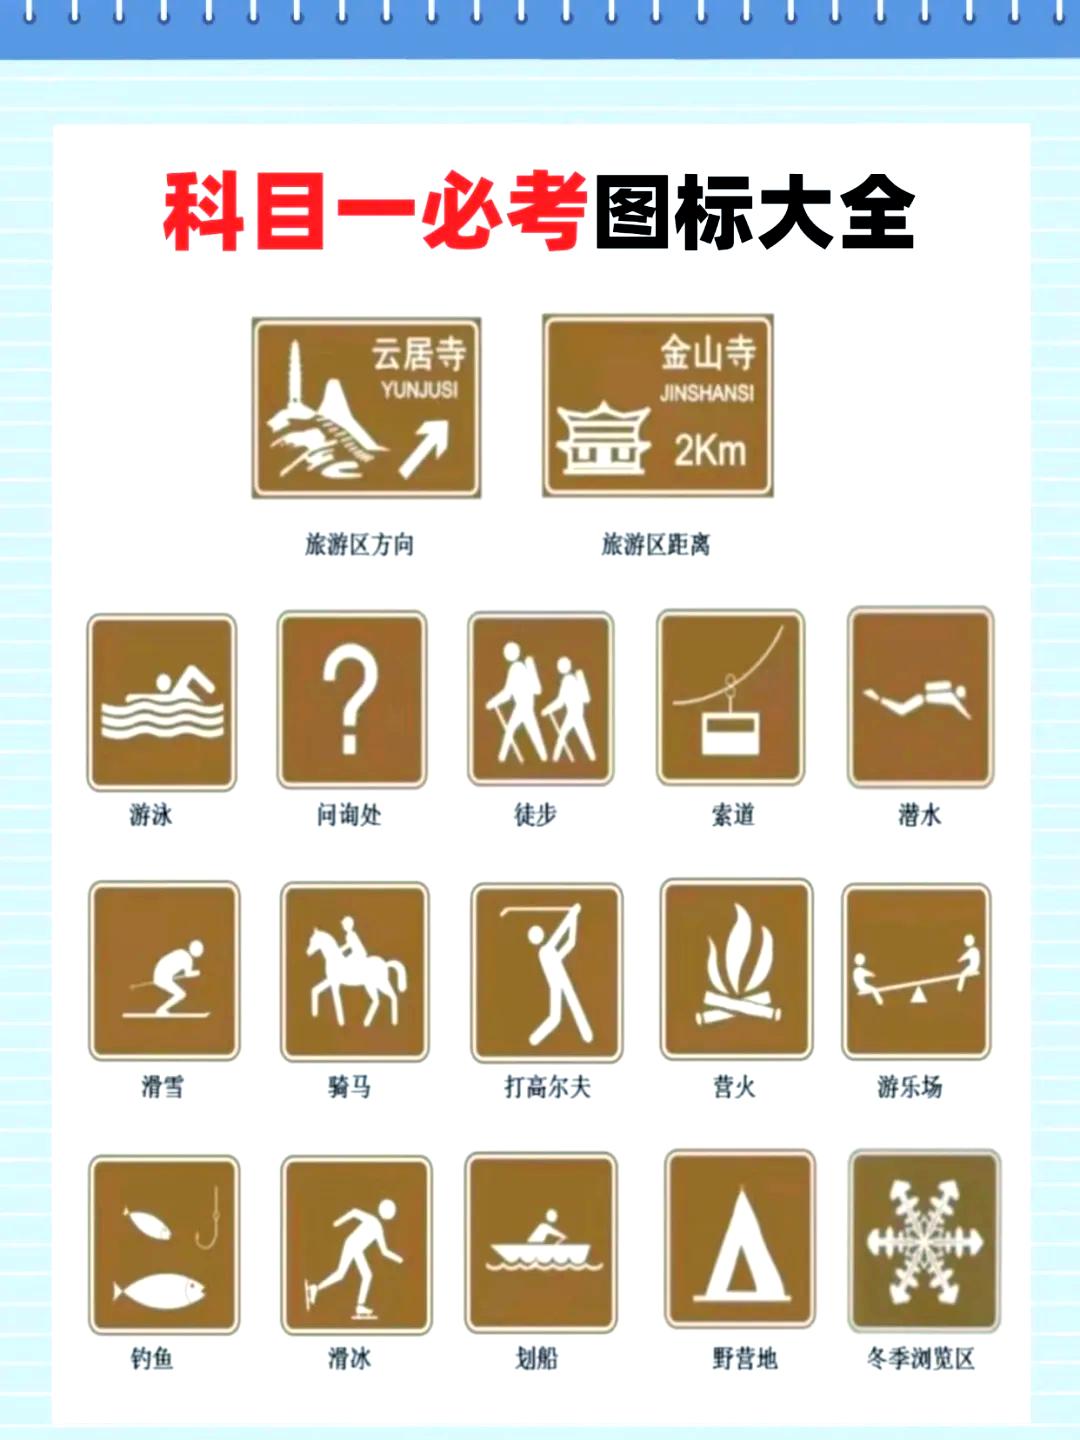 科目一必考图标大全
云居寺
YUNJUSI
金山寺
JINSHANSI
2Km
旅游区方向
旅游区距离
游泳
问询处
徒步
索道
潜水
滑雪
骑马
打高尔夫
营火
游乐场
钓鱼
滑冰
划船
野营地
冬季浏览区